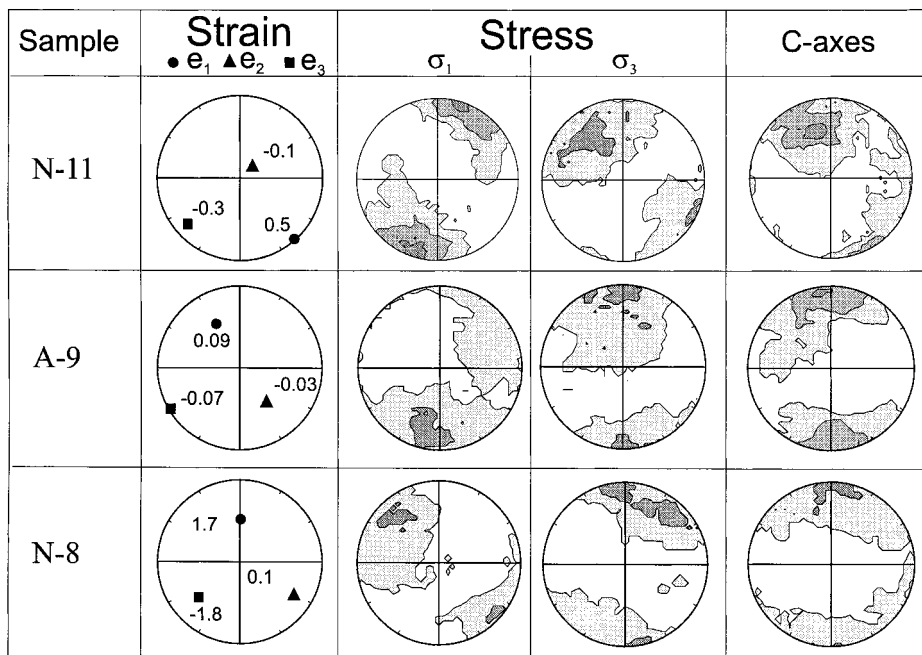 Sample Strain Stress C-axes
● e₁ ▲ e₂ ■ e₃ σ₁ σ₃
N-11
-0.1
-0.3
0.5
A-9
0.09
-0.07
-0.03
N-8
1.7
0.1
-1.8